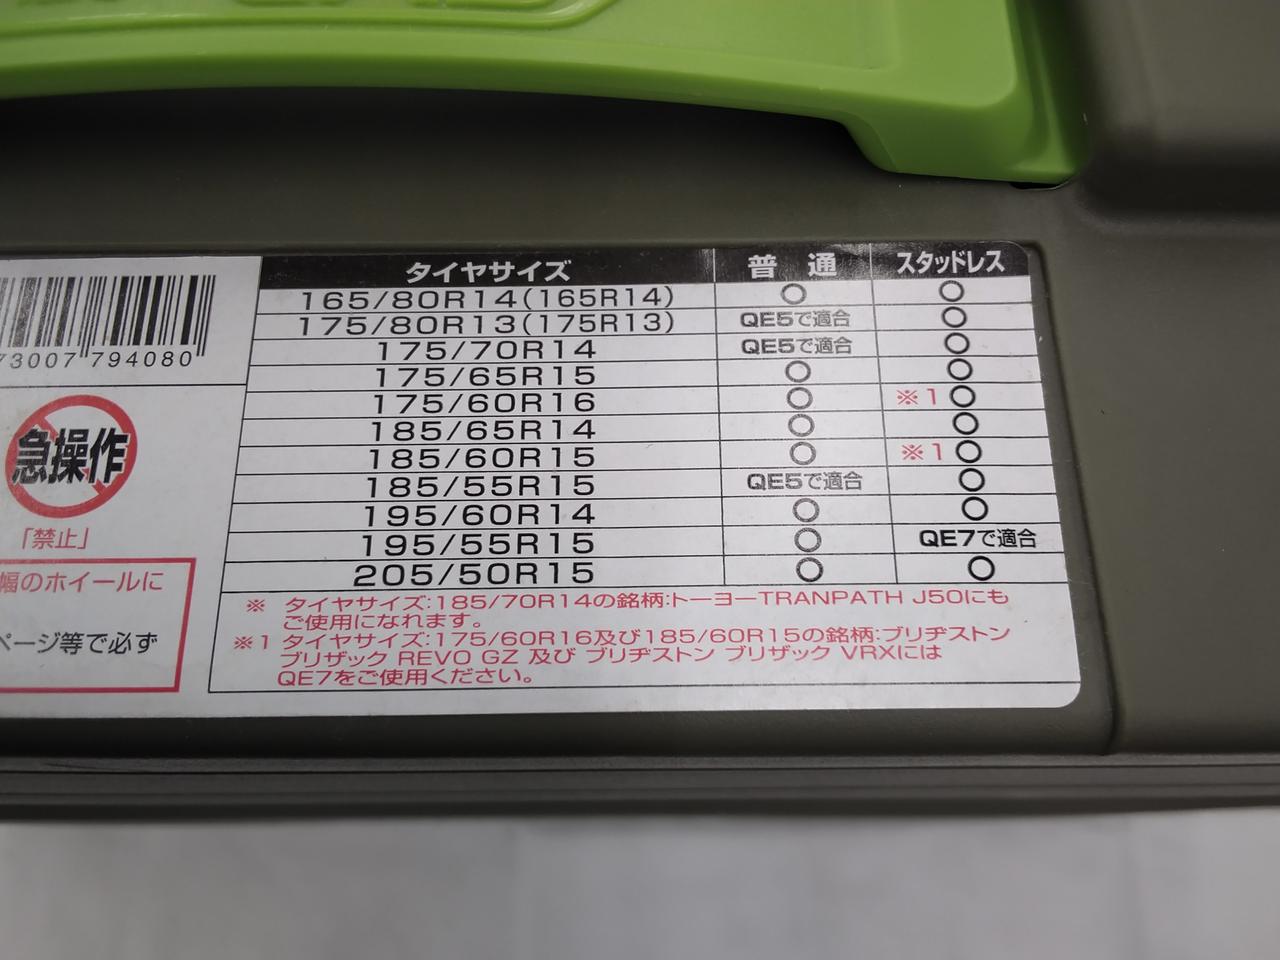 タイヤサイズ 普通 スタッドレス
165/80R14(165R14) ○ ○
175/80R13(175R13) QE5で適合 ○
175/70R14 QE5で適合 ○
175/65R15 ○ ○
175/60R16 ○ ※1 ○
185/65R14 ○ ○
185/60R15 ○ ※1 ○
185/55R15 QE5で適合 ○
195/60R14 ○ ○
195/55R15 ○ QE7で適合
205/50R15 ○ ○
※ タイヤサイズ:185/70R14の銘柄:トーヨーTRANPATH J50にも
ご使用になれます。
※1 タイヤサイズ:175/60R16及び185/60R15の銘柄:ブリヂストン
ブリザック REVO GZ 及び ブリヂストン ブリザック VRXには
QE7をご使用ください。
73007 794080
急操作
「禁止」
幅のホイールに
ページ等で必ず